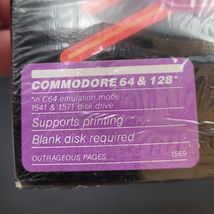 COMMODORE 64 & 128*
*in C64 emulation mode
1541 & 1571 disk drive
Supports printing
Blank disk required
OUTRAGEOUS PAGES 1569